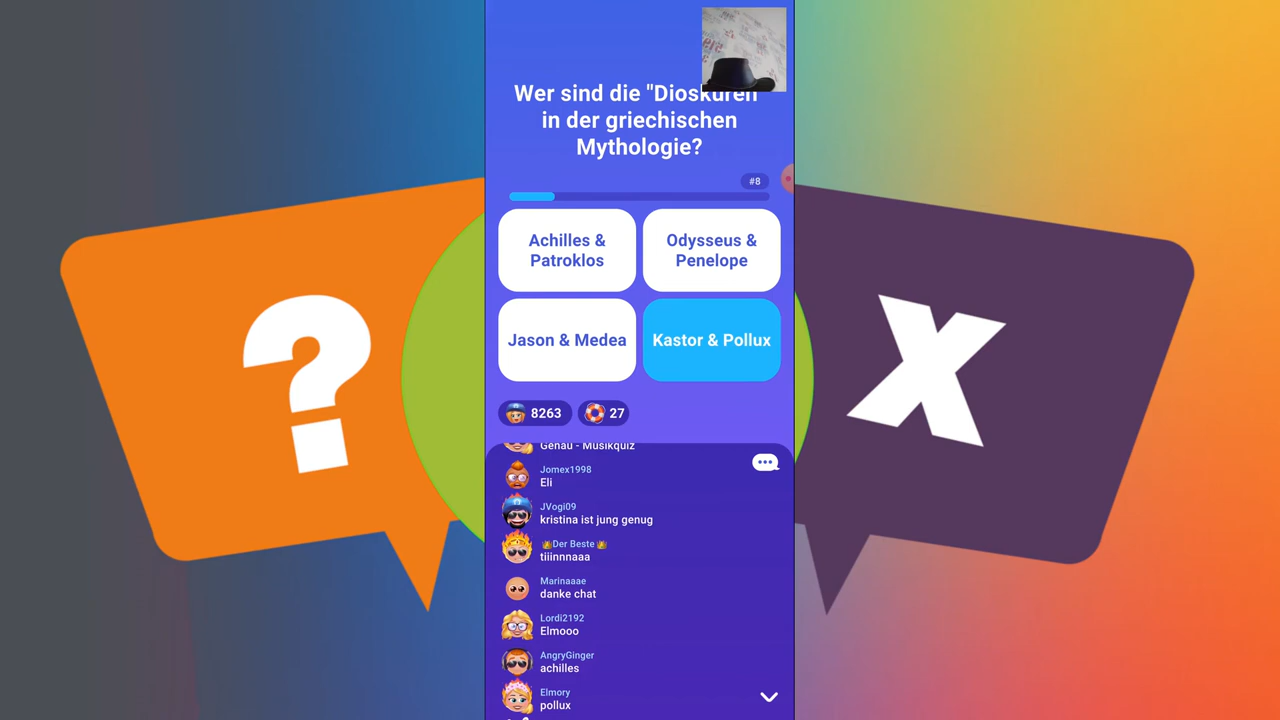 Wer sind die "Dioskuren
in der griechischen
Mythologie?
#8
Achilles &
Patroklos
Odysseus &
Penelope
Jason & Medea
Kastor & Pollux
8263
27
Genau - Musikquiz
Jomex1998
Eli
JVogi09
kristina ist jung genug
👑Der Beste👑
tiiinnnaaa
Marinaaae
danke chat
Lordi2192
Elmooo
AngryGinger
achilles
Elmory
pollux
?
X